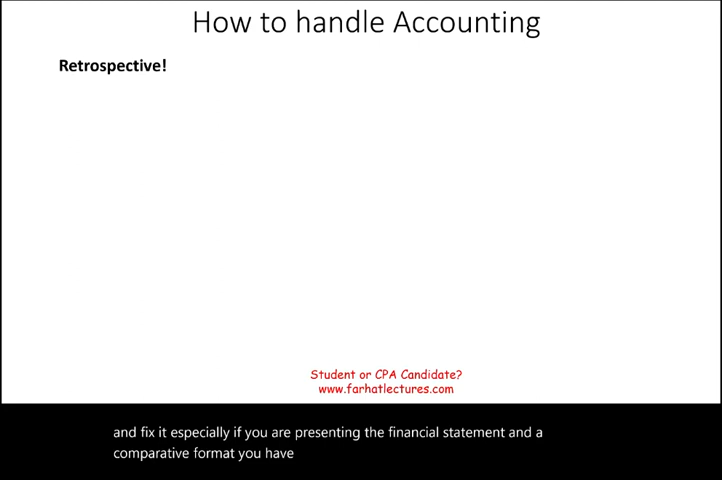 How to handle Accounting
Retrospective!
Student or CPA Candidate?
www.farhatlectures.com
and fix it especially if you are presenting the financial statement and a
comparative format you have